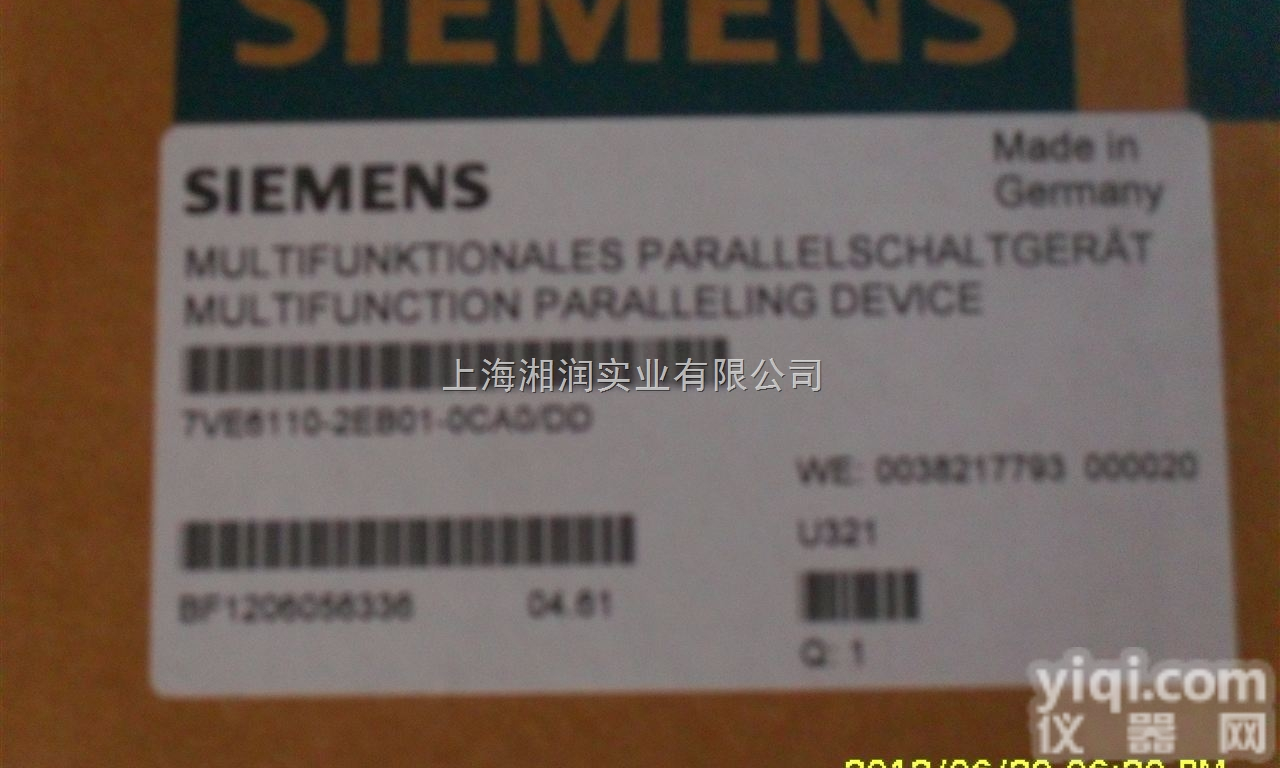 SIEMENS
SIEMENS
Made in
Germany
MULTIFUNKTIONALES PARALLELSCHALTGERÄT
MULTIFUNCTION PARALLELING DEVICE
上海湘润实业有限公司
7VE6110-2EB01-0CA0/DD
WE: 0038217793 000020
U321
BF1206056336 04.61
Q: 1
yiqi.com
仪器网